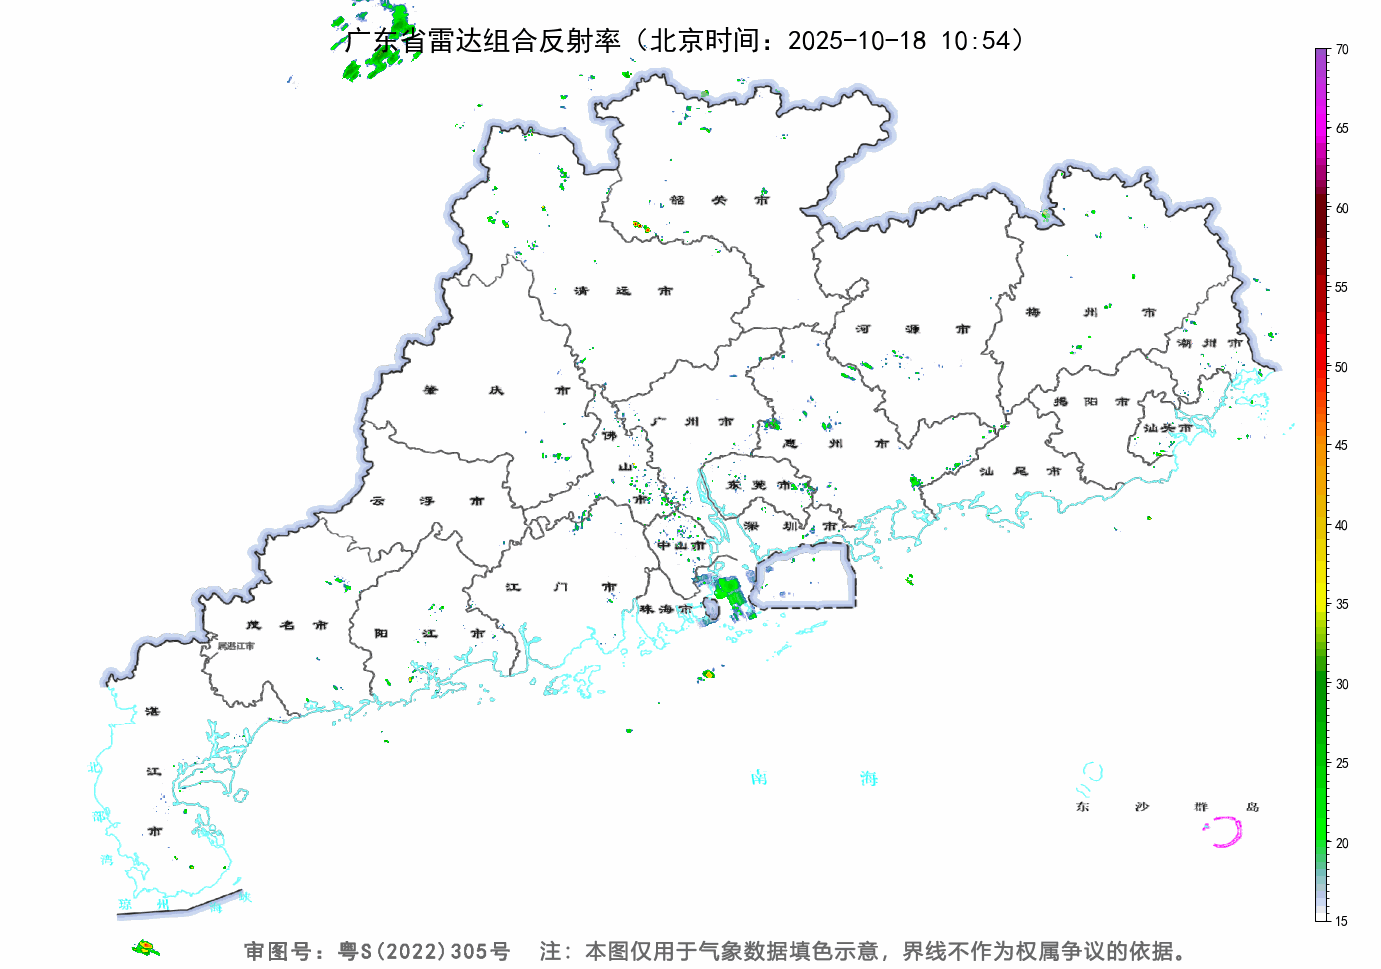 广东省雷达组合反射率（北京时间：2025-10-18 10:54）
70
65
60
55
50
45
40
35
30
25
20
15
韶关市
清远市
河源市
梅州市
潮州市
肇庆市
广州市
揭阳市
汕头市
佛山市
惠州市
汕尾市
云浮市
东莞市
深圳市
中山市
江门市
珠海市
茂名市
阳江市
属湛江市
湛江市
北部湾
南海
东沙群岛
琼州海峡
审图号：粤S(2022)305号 注：本图仅用于气象数据填色示意，界线不作为权属争议的依据。